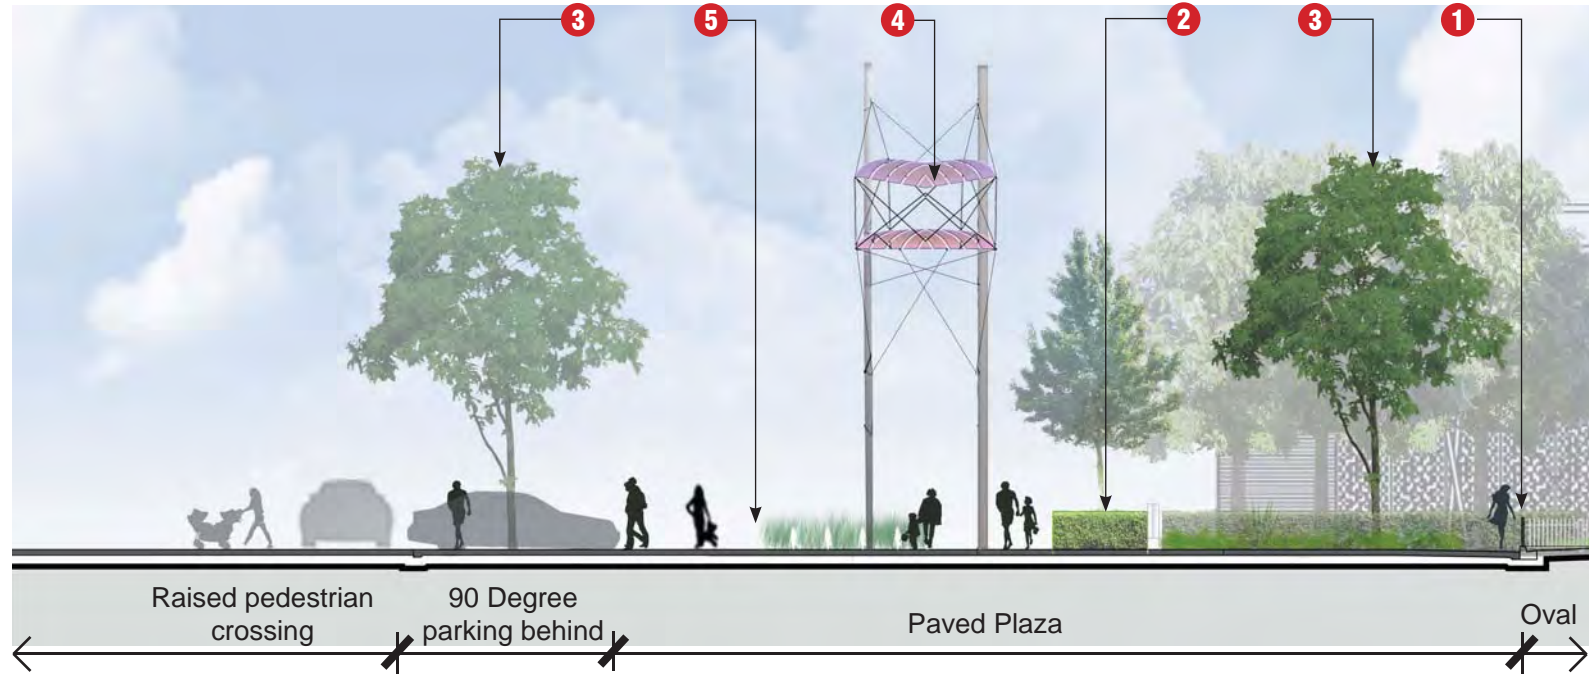 3 5 4 2 3 1
Raised pedestrian
crossing
90 Degree
parking behind
Paved Plaza
Oval